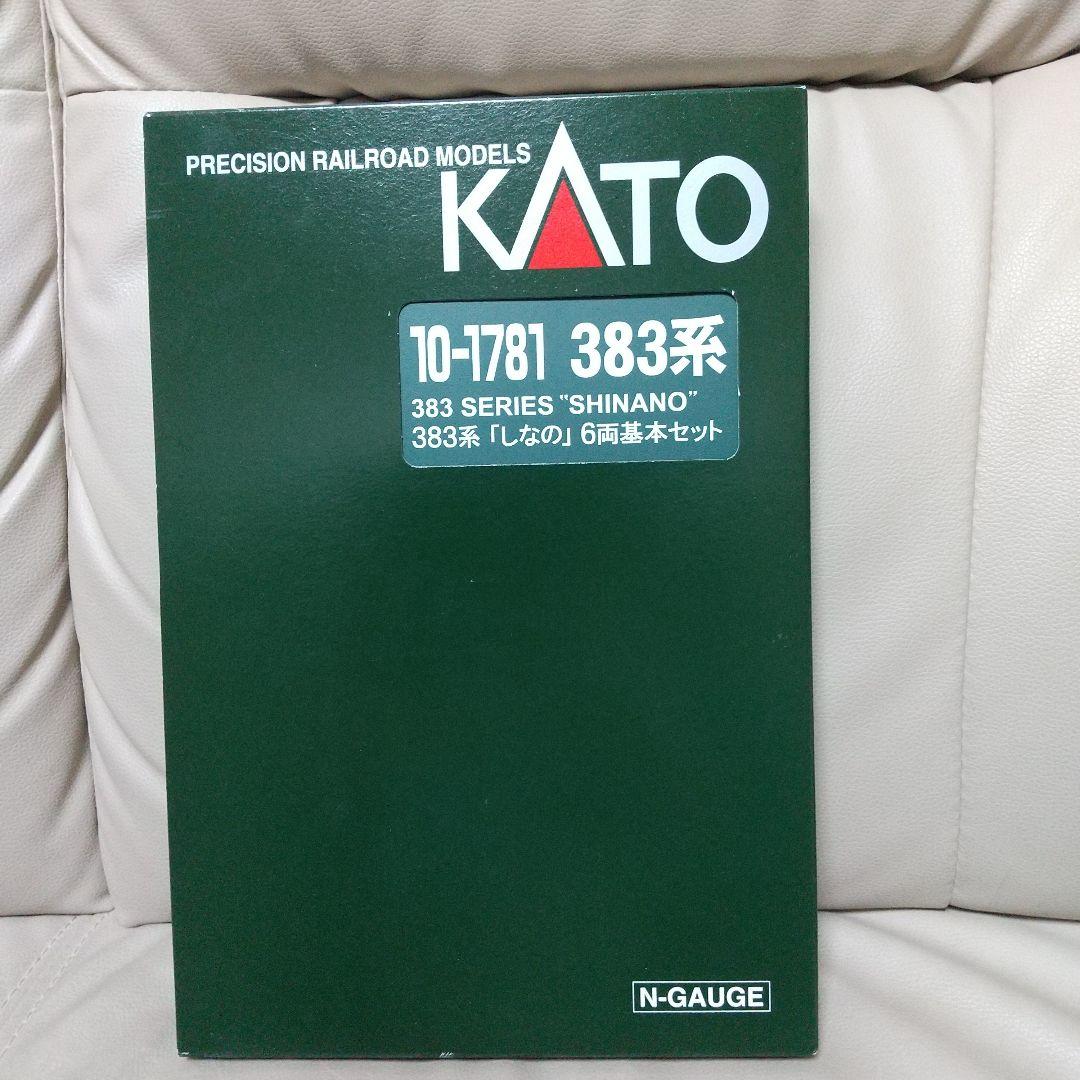 PRECISION RAILROAD MODELS
KATO
10-1781 383系
383 SERIES “SHINANO”
383系「しなの」6両基本セット
N-GAUGE